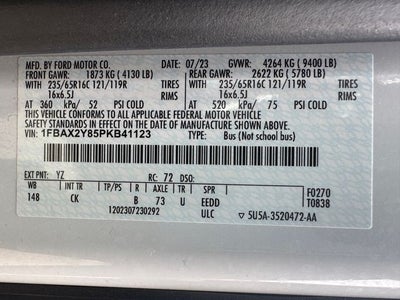 MFD. BY FORD MOTOR CO. 07/23 GVWR: 4264 KG (9400 LB)
FRONT GAWR: 1873 KG (4130 LB) REAR GAWR: 2622 KG (5780 LB)
WITH 235/65R16C 121/119R TIRES WITH 235/65R16C 121/119R TIRES
16x6.5J RIMS 16x6.5J RIMS
AT 360 kPa/ 52 PSI COLD AT 520 kPa/ 75 PSI COLD
THIS VEHICLE CONFORMS TO ALL APPLICABLE FEDERAL MOTOR VEHICLE
SAFETY STANDARDS IN EFFECT ON THE DATE OF MANUFACTURE SHOWN ABOVE.
VIN: 1FBAX2Y85PKB41123 TYPE: Bus (Not school bus)
EXT PNT: YZ RC: 72 DSO:
WB INT TR TP/PS R AXLE TR SPR F0270
148 CK B 73 U EEDD T0838
1202307230292 ULC 5U5A-3520472-AA